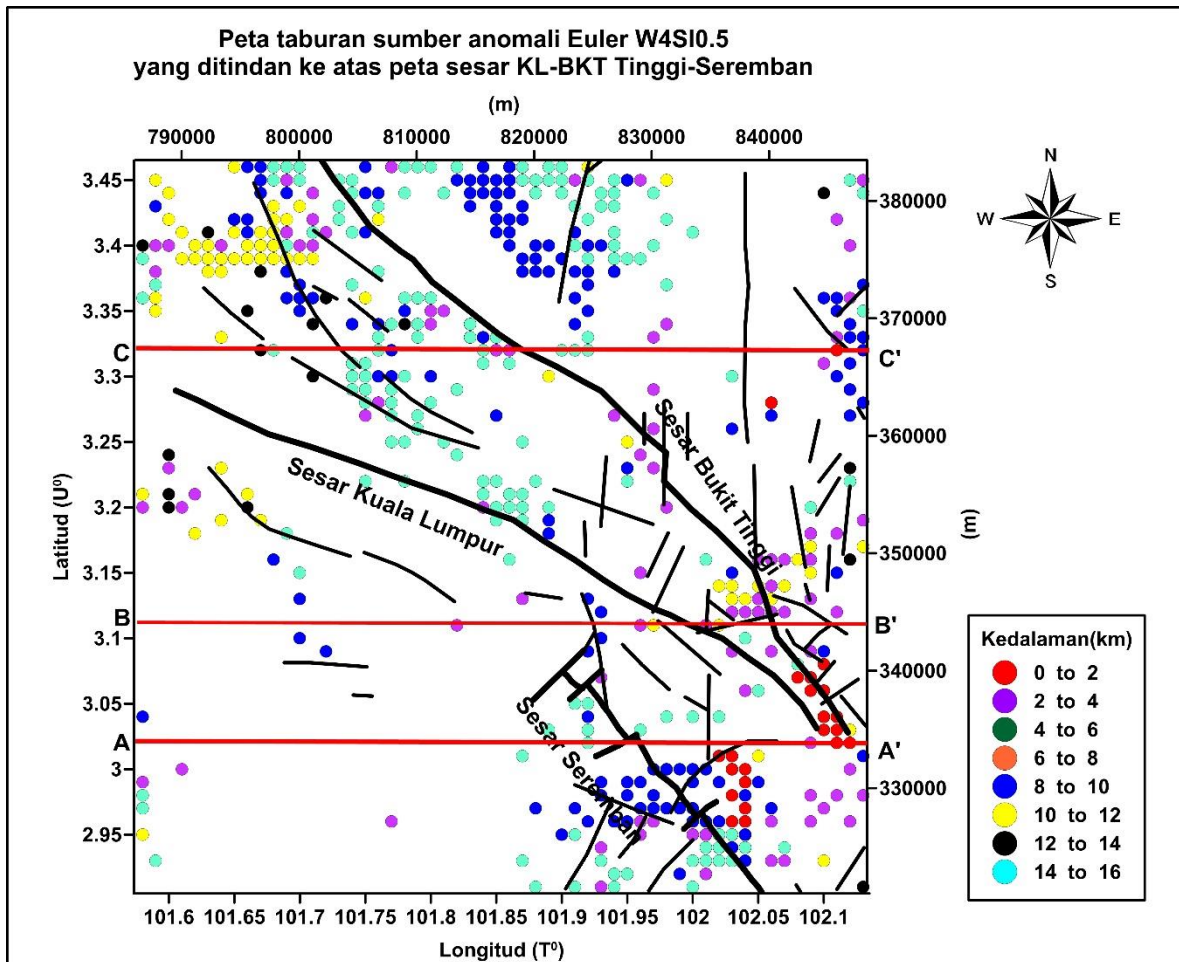 Peta taburan sumber anomali Euler W4SI0.5
yang ditindan ke atas peta sesar KL-BKT Tinggi-Seremban
(m)
790000 800000 810000 820000 830000 840000
N
W E
S
3.45
3.4
3.35
3.3
3.25
3.2
3.15
3.1
3.05
3
2.95
Latitud (U⁰)
380000
370000
360000
350000
340000
330000
(m)
C C'
B B'
A A'
Sesar Bukit Tinggi
Sesar Kuala Lumpur
Sesar Seremban
101.6 101.65 101.7 101.75 101.8 101.85 101.9 101.95 102 102.05 102.1
Longitud (T⁰)
Kedalaman(km)
0 to 2
2 to 4
4 to 6
6 to 8
8 to 10
10 to 12
12 to 14
14 to 16